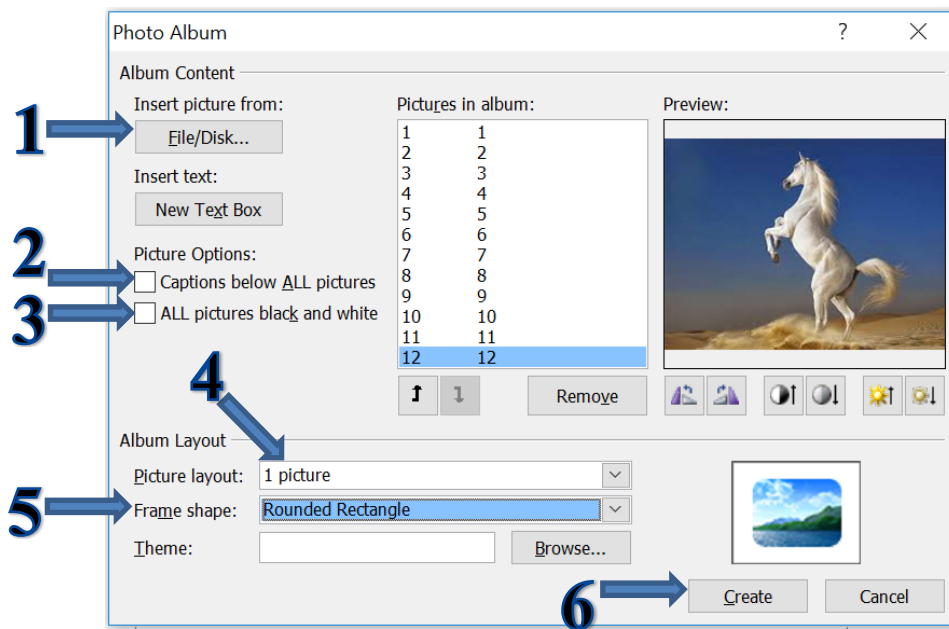 Photo Album
?
Album Content
Insert picture from:
Pictures in album:
Preview:
1
File/Disk...
1 1
2 2
3 3
4 4
5 5
6 6
7 7
8 8
9 9
10 10
11 11
12 12
Insert text:
New Text Box
Picture Options:
2
Captions below ALL pictures
3
ALL pictures black and white
Remove
4
Album Layout
Picture layout:
1 picture
5
Frame shape:
Rounded Rectangle
Theme:
Browse...
6
Create
Cancel